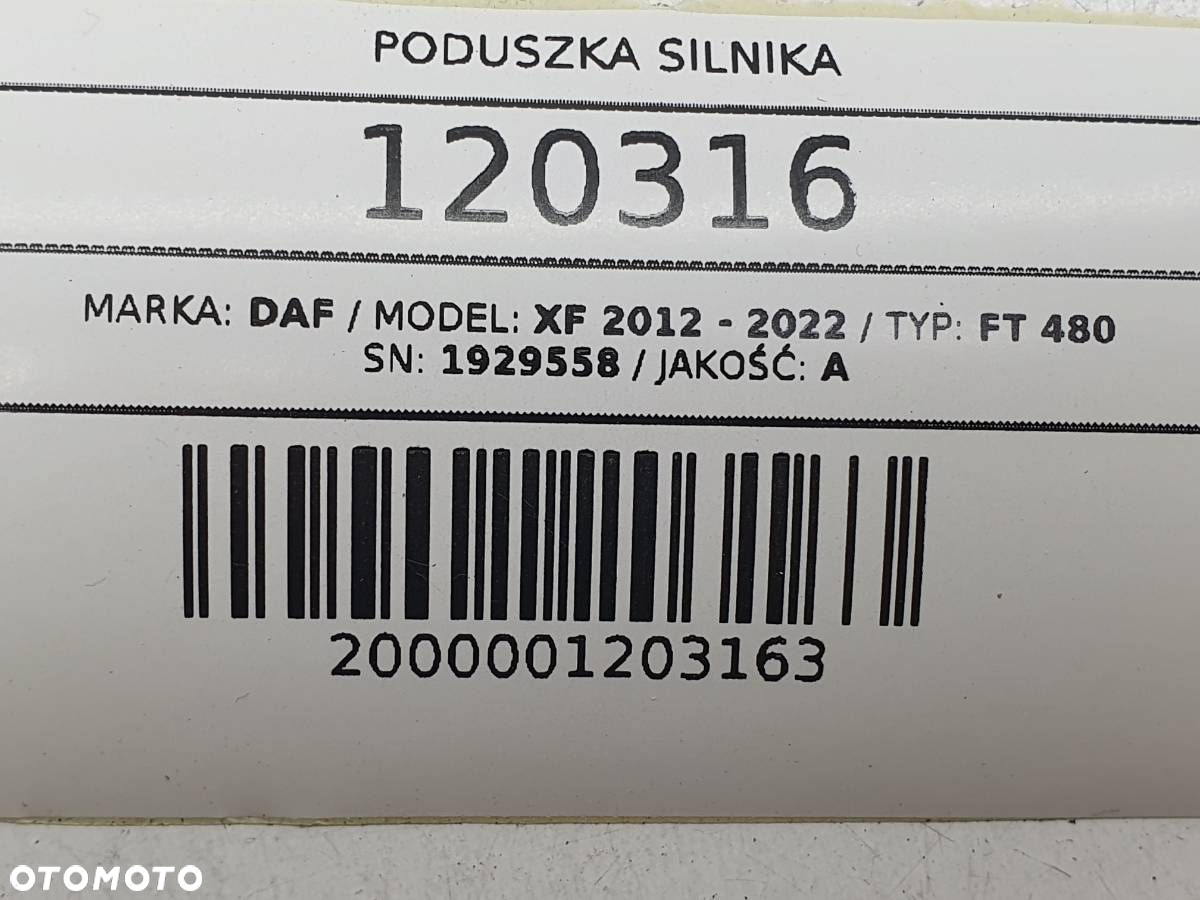 PODUSZKA SILNIKA
120316
MARKA: DAF / MODEL: XF 2012 - 2022 / TYP: FT 480
SN: 1929558 / JAKOŚĆ: A
2000001203163
OTOMOTO